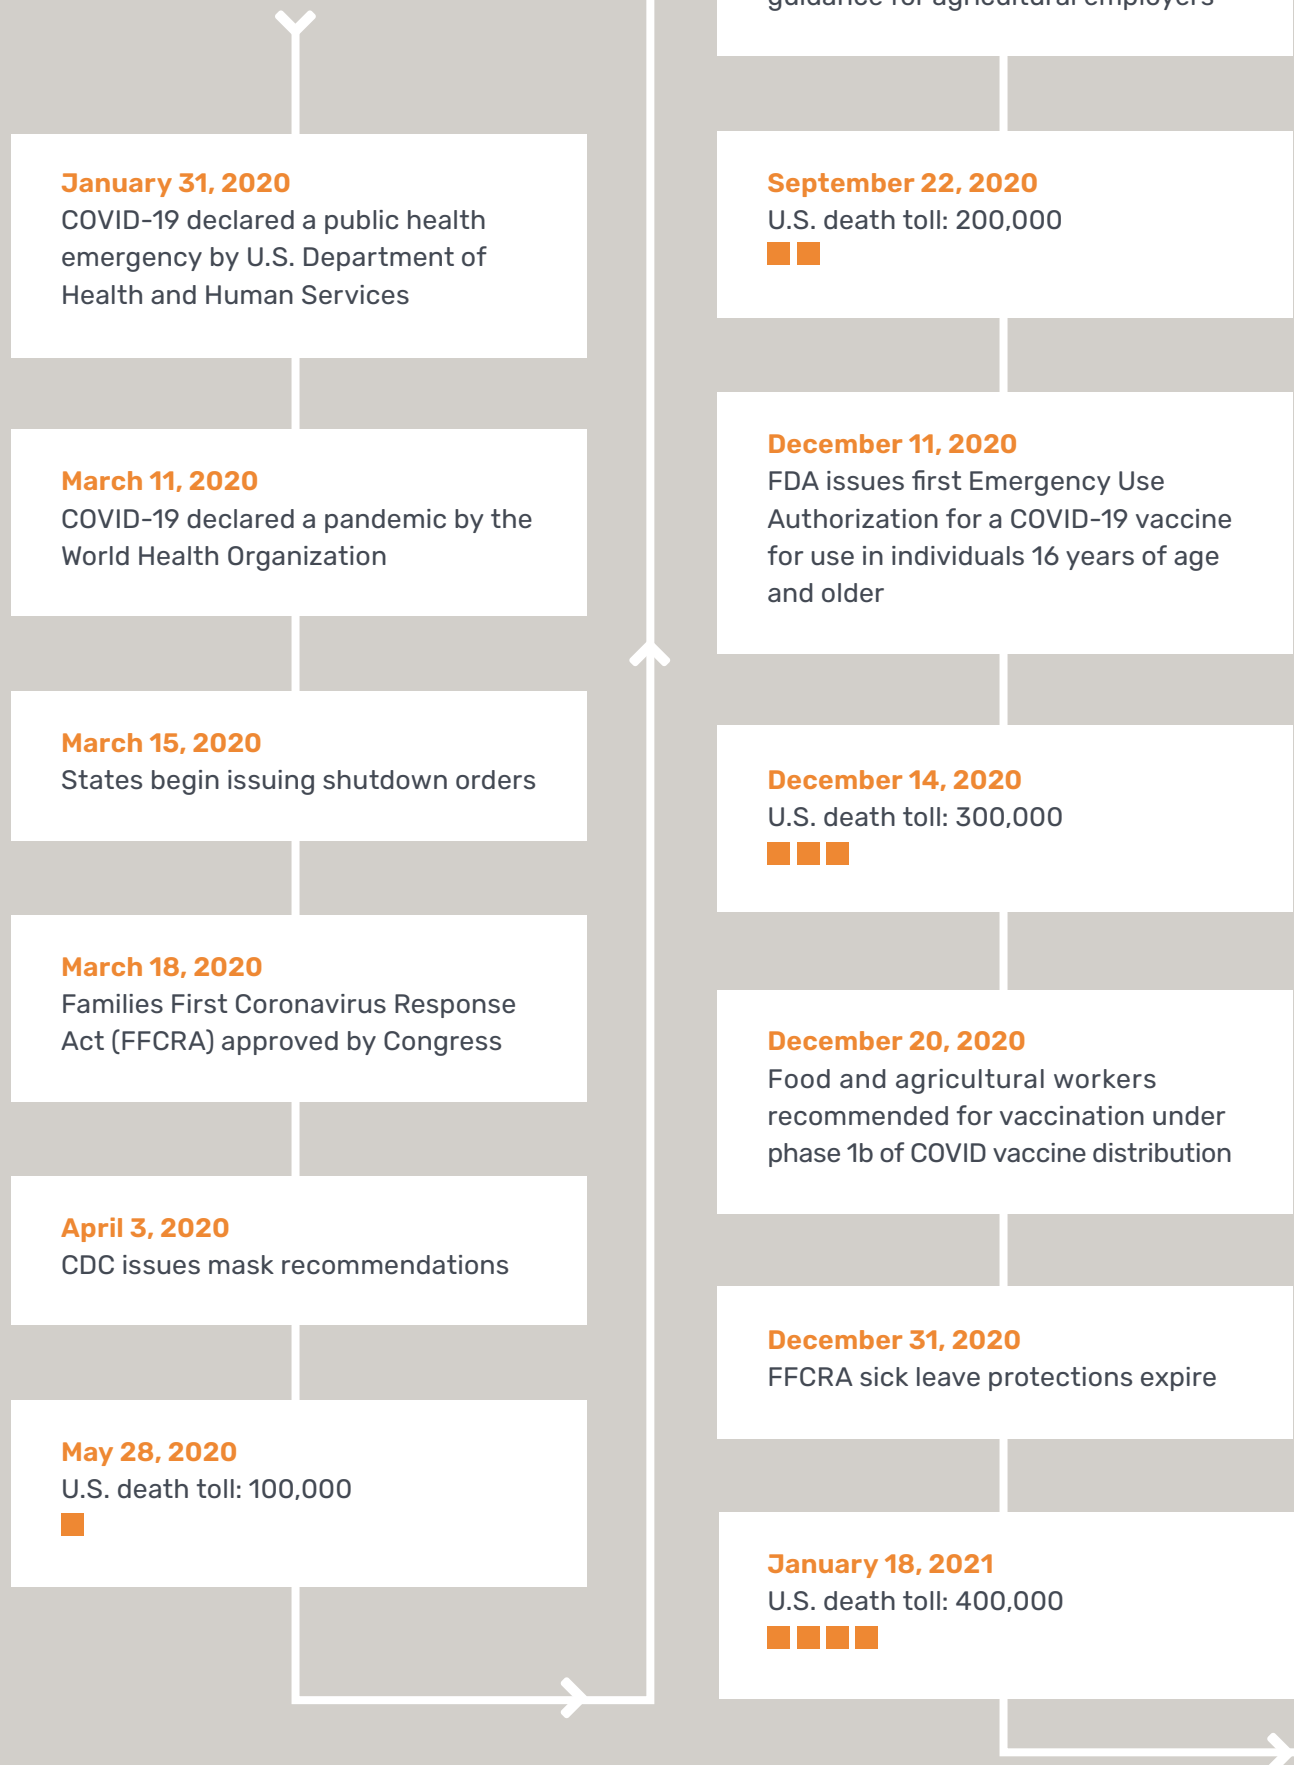 January 31, 2020
COVID-19 declared a public health
emergency by U.S. Department of
Health and Human Services
March 11, 2020
COVID-19 declared a pandemic by the
World Health Organization
March 15, 2020
States begin issuing shutdown orders
March 18, 2020
Families First Coronavirus Response
Act (FFCRA) approved by Congress
April 3, 2020
CDC issues mask recommendations
May 28, 2020
U.S. death toll: 100,000
guidance for agricultural employers
September 22, 2020
U.S. death toll: 200,000
December 11, 2020
FDA issues first Emergency Use
Authorization for a COVID-19 vaccine
for use in individuals 16 years of age
and older
December 14, 2020
U.S. death toll: 300,000
December 20, 2020
Food and agricultural workers
recommended for vaccination under
phase 1b of COVID vaccine distribution
December 31, 2020
FFCRA sick leave protections expire
January 18, 2021
U.S. death toll: 400,000